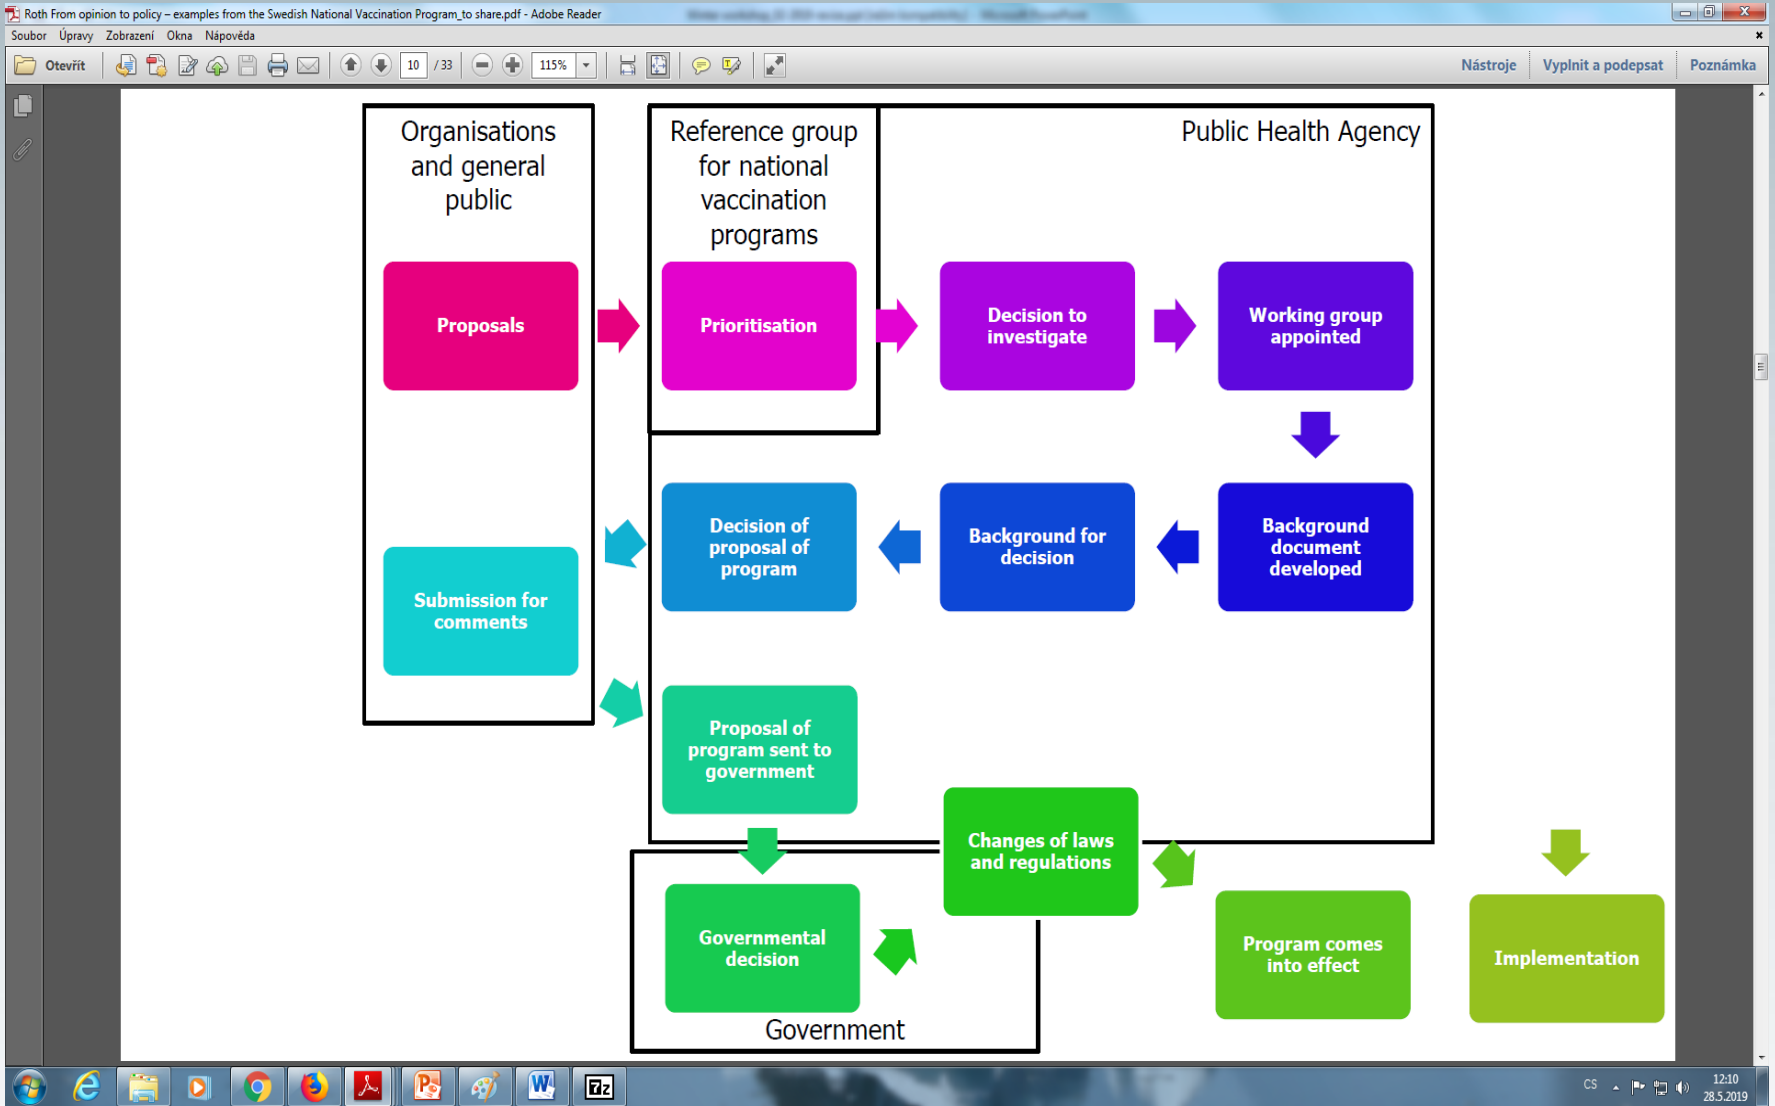 Roth From opinion to policy – examples from the Swedish National Vaccination Program_to share.pdf - Adobe Reader
Soubor Úpravy Zobrazení Okna Nápověda
Otevřít 10 / 33 115% Nástroje Vyplnit a podepsat Poznámka
Organisations
and general
public
Reference group
for national
vaccination
programs
Public Health Agency
Proposals
Prioritisation
Decision to
investigate
Working group
appointed
Decision of
proposal of
program
Background for
decision
Background
document
developed
Submission for
comments
Proposal of
program sent to
government
Changes of laws
and regulations
Governmental
decision
Program comes
into effect
Implementation
Government
CS
12:10
28.5.2019